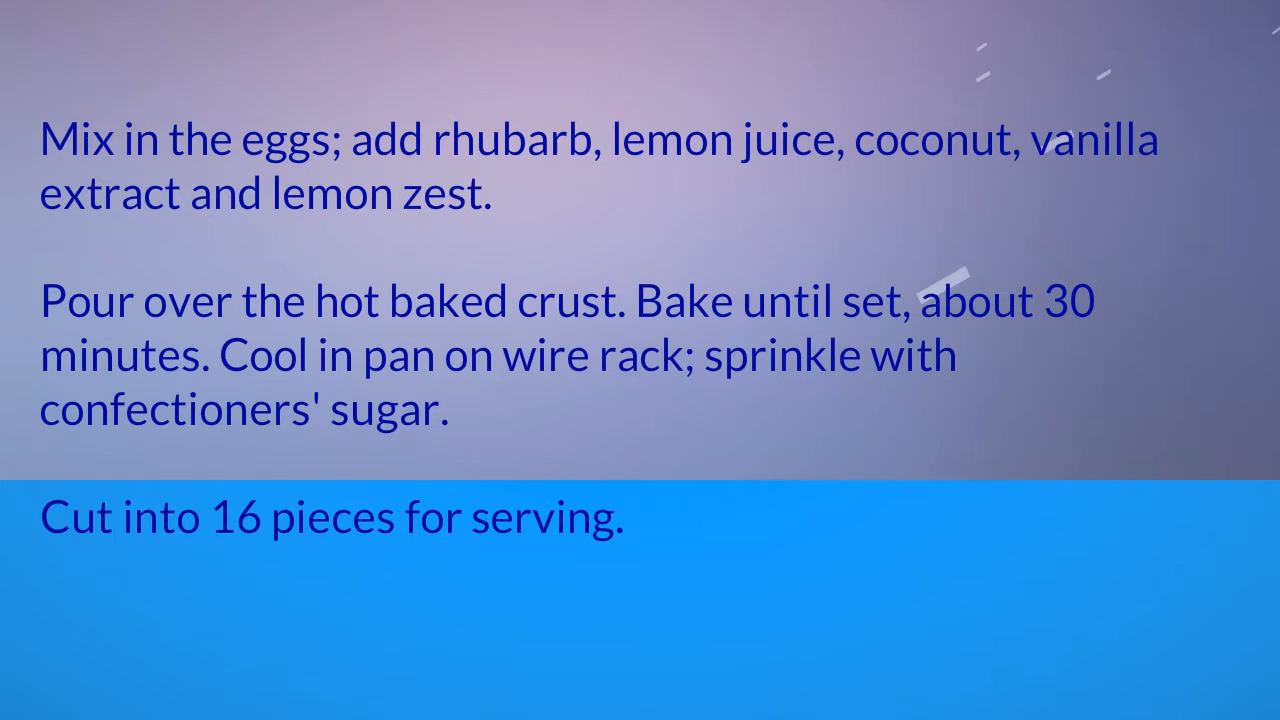 Mix in the eggs; add rhubarb, lemon juice, coconut, vanilla
extract and lemon zest.
Pour over the hot baked crust. Bake until set, about 30
minutes. Cool in pan on wire rack; sprinkle with
confectioners' sugar.
Cut into 16 pieces for serving.